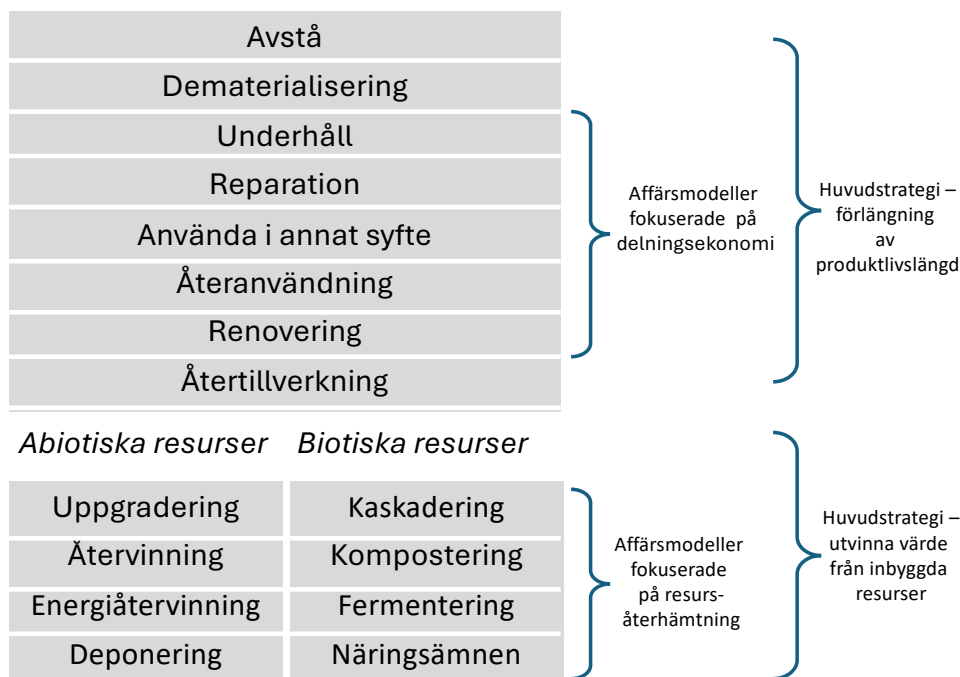 Avstå
Dematerialisering
Underhåll
Reparation
Använda i annat syfte
Återanvändning
Renovering
Återtillverkning
Affärsmodeller
fokuserade på
delningsekonomi
Huvudstrategi –
förlängning
av
produktlivslängd
Abiotiska resurser
Biotiska resurser
Uppgradering
Kaskadering
Återvinning
Kompostering
Energiåtervinning
Fermentering
Deponering
Näringsämnen
Affärsmodeller
fokuserade
på resurs-
återhämtning
Huvudstrategi –
utvinna värde
från inbyggda
resurser